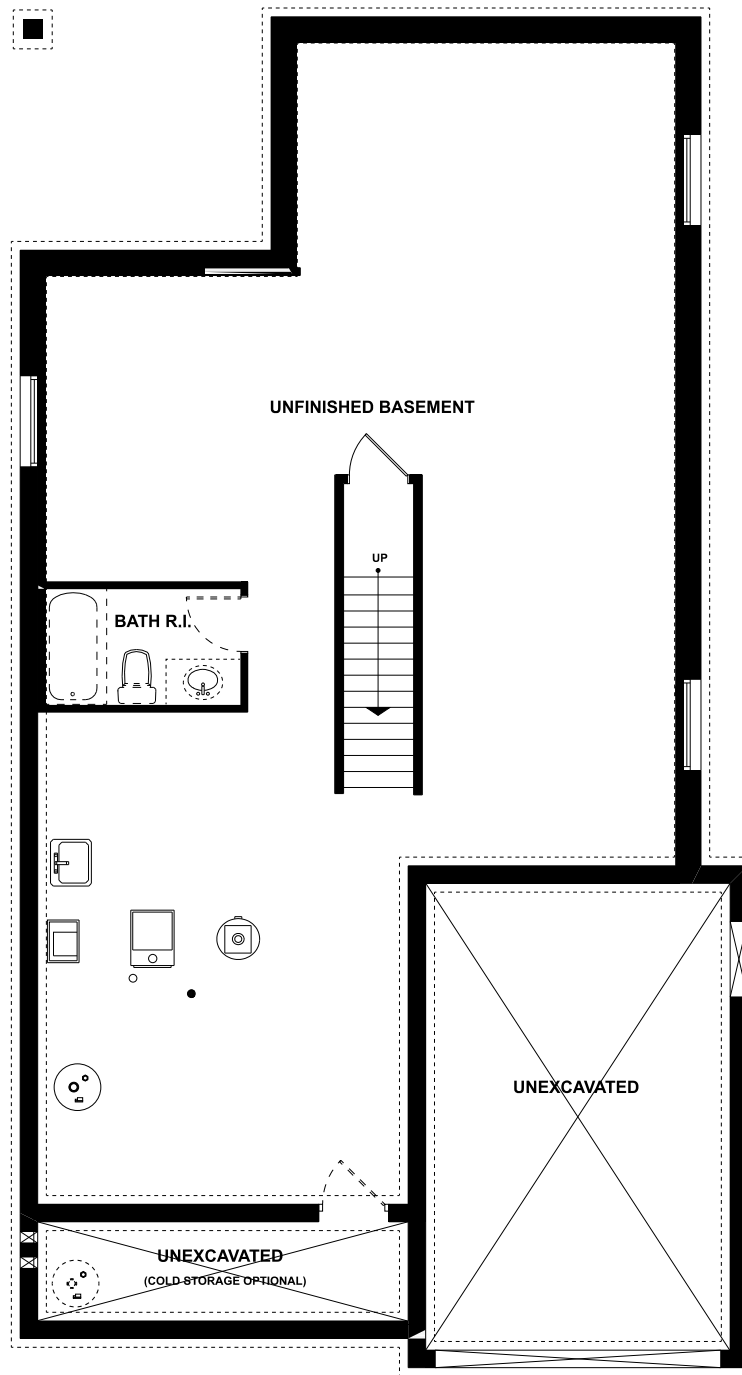 UNFINISHED BASEMENT
UP
BATH R.I.
UNEXCAVATED
UNEXCAVATED
(COLD STORAGE OPTIONAL)